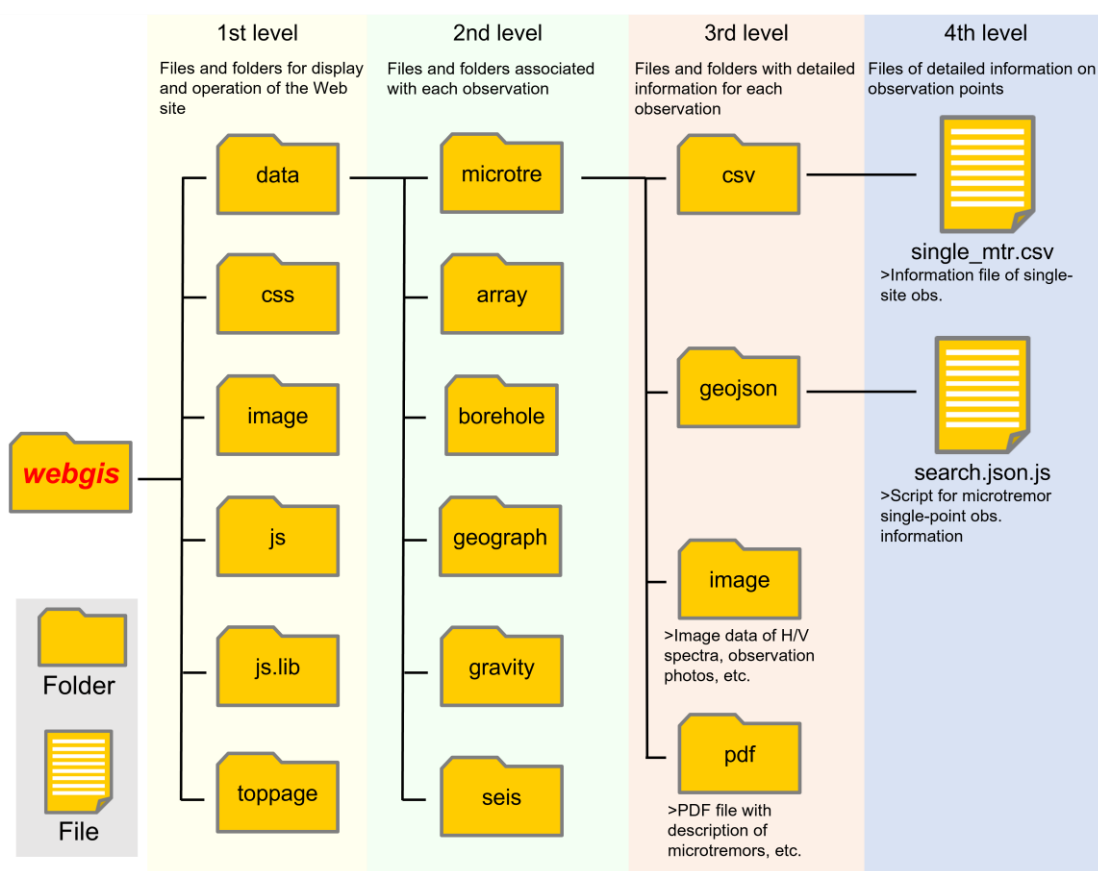 1st level
Files and folders for display
and operation of the Web
site
data
css
image
js
js.lib
toppage
2nd level
Files and folders associated
with each observation
microtre
array
borehole
geograph
gravity
seis
3rd level
Files and folders with detailed
information for each
observation
csv
geojson
image
>Image data of H/V
spectra, observation
photos, etc.
pdf
>PDF file with
description of
microtremors, etc.
4th level
Files of detailed information on
observation points
single_mtr.csv
>Information file of single-
site obs.
search.json.js
>Script for microtremor
single-point obs.
information
webgis
Folder
File